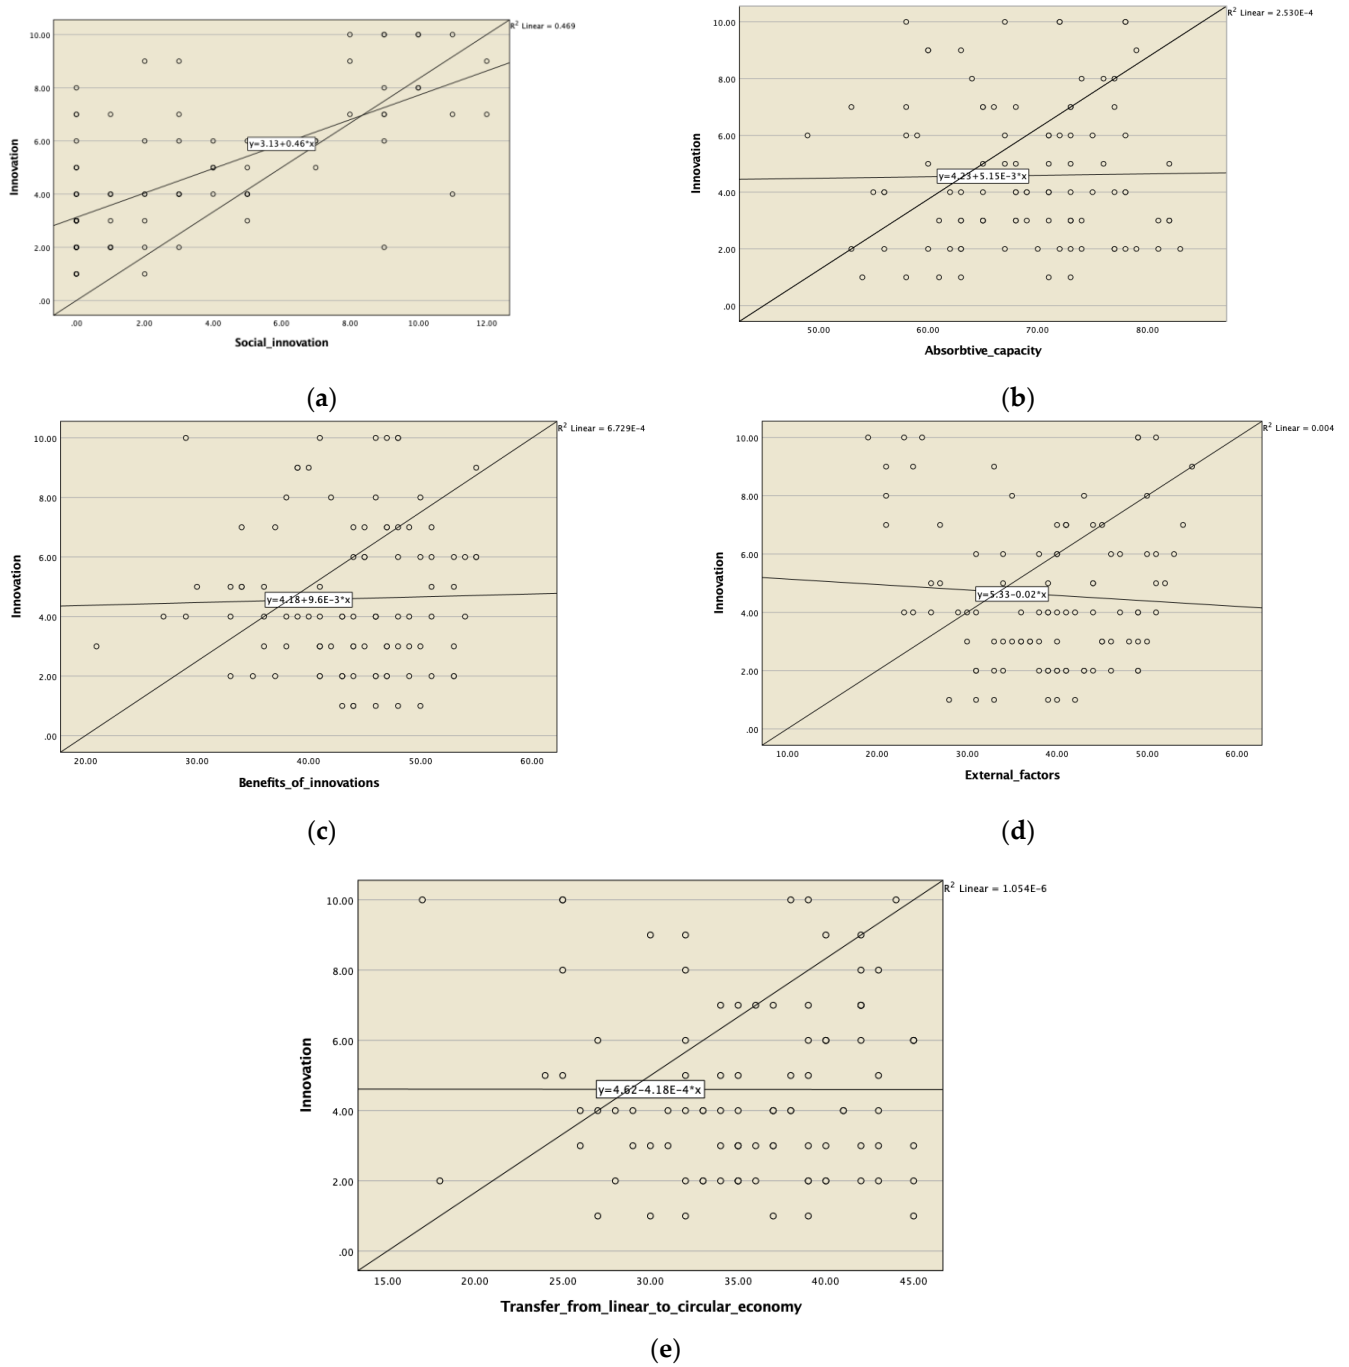 R² Linear = 0.469
10.00
8.00
6.00
4.00
2.00
.00
Innovation
y=3.13+0.46*x
.00 2.00 4.00 6.00 8.00 10.00 12.00
Social_innovation
(a)
R² Linear = 2.530E-4
10.00
8.00
6.00
4.00
2.00
.00
Innovation
y=4.23+5.15E-3*x
50.00 60.00 70.00 80.00
Absorbtive_capacity
(b)
R² Linear = 6.729E-4
10.00
8.00
6.00
4.00
2.00
.00
Innovation
y=4.18+9.6E-3*x
20.00 30.00 40.00 50.00 60.00
Benefits_of_innovations
(c)
R² Linear = 0.004
10.00
8.00
6.00
4.00
2.00
.00
Innovation
y=5.33-0.02*x
10.00 20.00 30.00 40.00 50.00 60.00
External_factors
(d)
R² Linear = 1.054E-6
10.00
8.00
6.00
4.00
2.00
.00
Innovation
y=4.62-4.18E-4*x
15.00 20.00 25.00 30.00 35.00 40.00 45.00
Transfer_from_linear_to_circular_economy
(e)